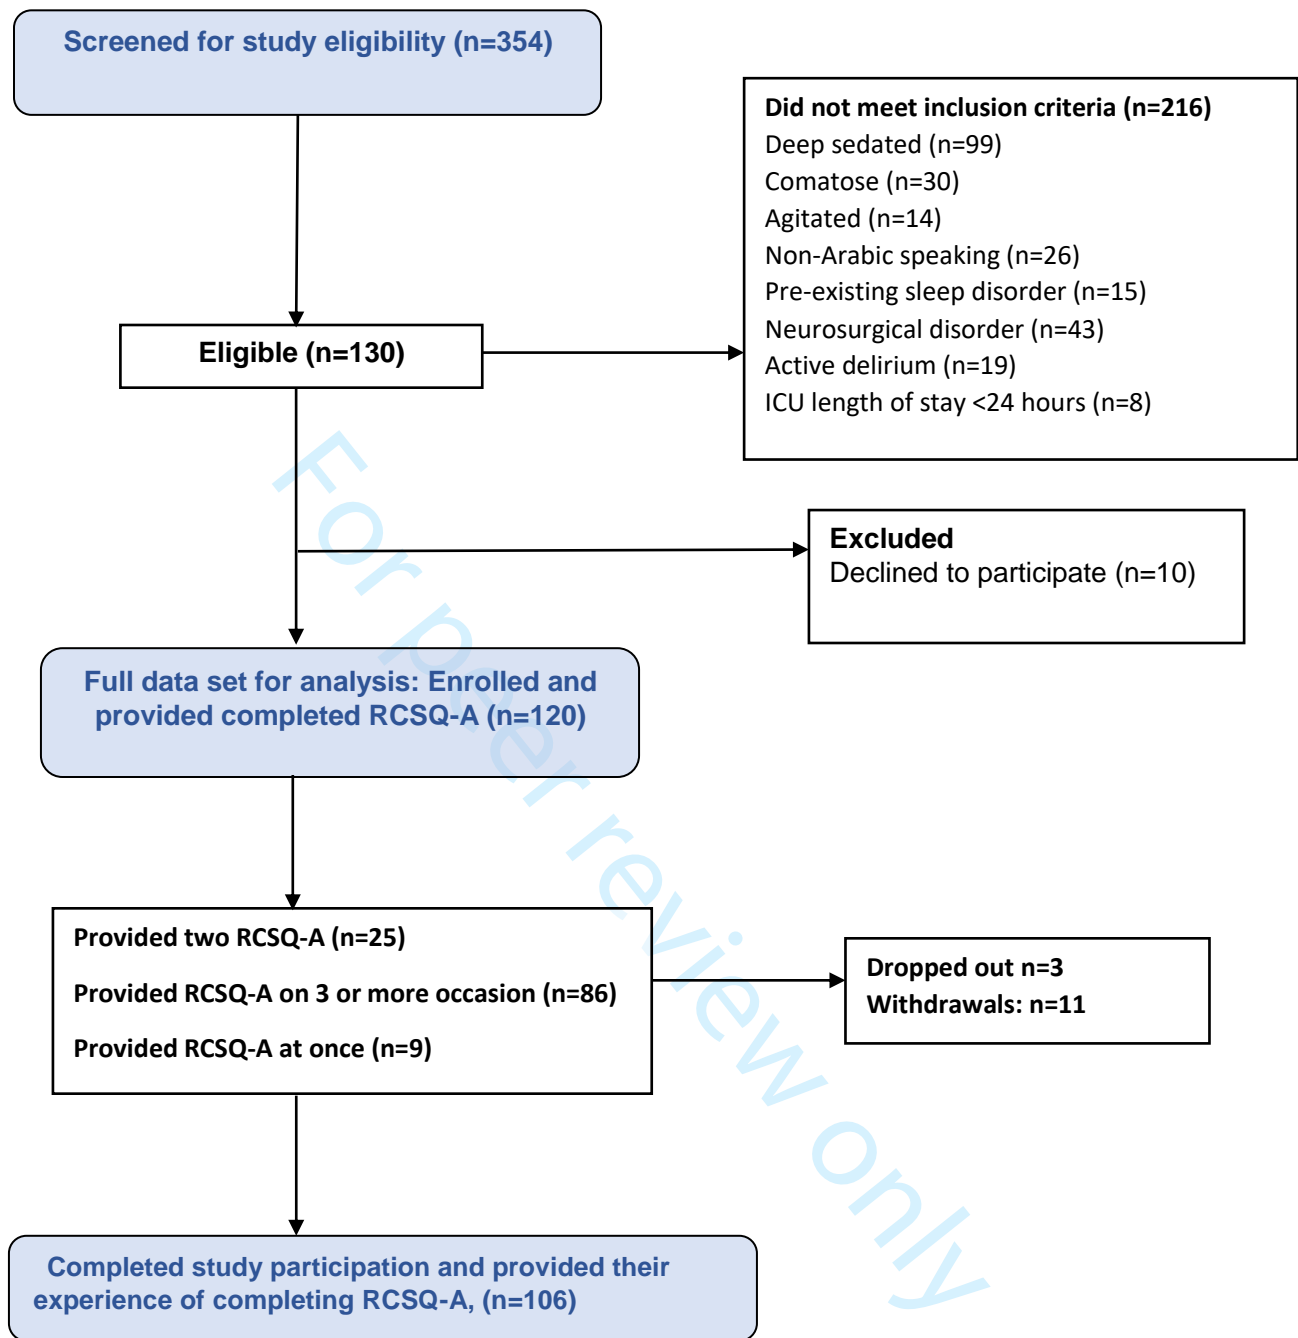 Screened for study eligibility (n=354)
Did not meet inclusion criteria (n=216)
Deep sedated (n=99)
Comatose (n=30)
Agitated (n=14)
Non-Arabic speaking (n=26)
Pre-existing sleep disorder (n=15)
Neurosurgical disorder (n=43)
Active delirium (n=19)
ICU length of stay <24 hours (n=8)
Eligible (n=130)
Excluded
Declined to participate (n=10)
Full data set for analysis: Enrolled and
provided completed RCSQ-A (n=120)
Provided two RCSQ-A (n=25)
Provided RCSQ-A on 3 or more occasion (n=86)
Provided RCSQ-A at once (n=9)
Dropped out n=3
Withdrawals: n=11
Completed study participation and provided their
experience of completing RCSQ-A, (n=106)
For peer review only